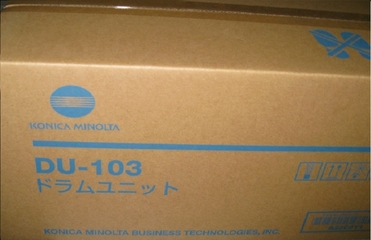 KONICA MINOLTA
DU-103
ドラムユニット
KONICA MINOLTA BUSINESS TECHNOLOGIES, INC.